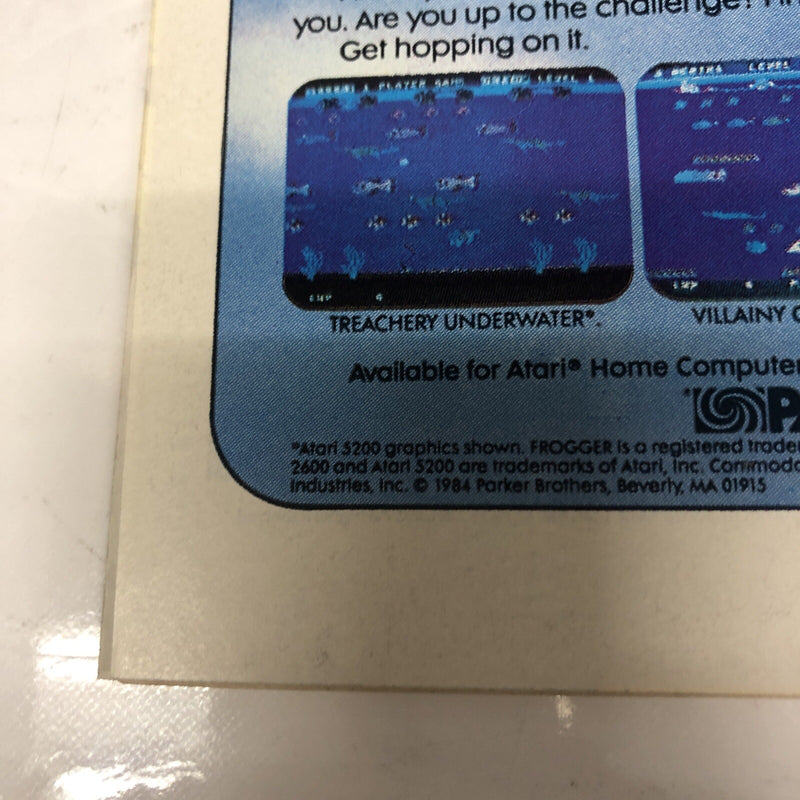 you. Are you up to the challenge?
Get hopping on it.
LEVEL
TREACHERY UNDERWATER*.
VILLAINY
Available for Atari® Home Computer
*Atari 5200 graphics shown. FROGGER is a registered
2600 and Atari 5200 are trademarks of Atari, Inc.
Industries, Inc. © 1984 Parker Brothers, Beverly, MA 01915